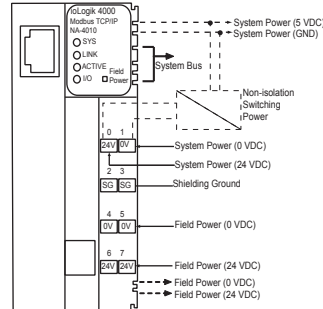 ioLogik 4000
Modbus TCP/IP
NA-4010
SYS
LINK
ACTIVE
I/O
Field
Power
System Power (5 VDC)
System Power (GND)
System Bus
Non-isolation
Switching
Power
0 1
24V 0V
System Power (0 VDC)
System Power (24 VDC)
2 3
SG SG
Shielding Ground
4 5
0V 0V
Field Power (0 VDC)
6 7
24V 24V
Field Power (24 VDC)
Field Power (0 VDC)
Field Power (24 VDC)